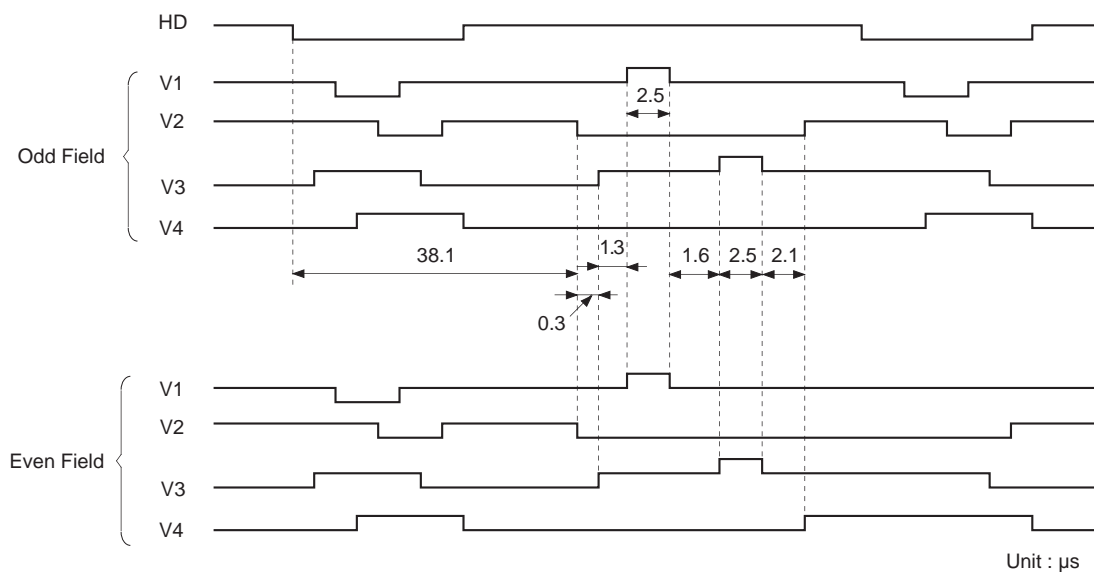 HD
Odd Field
V1
2.5
V2
V3
V4
38.1
1.3
1.6
2.5
2.1
0.3
Even Field
V1
V2
V3
V4
Unit : μs